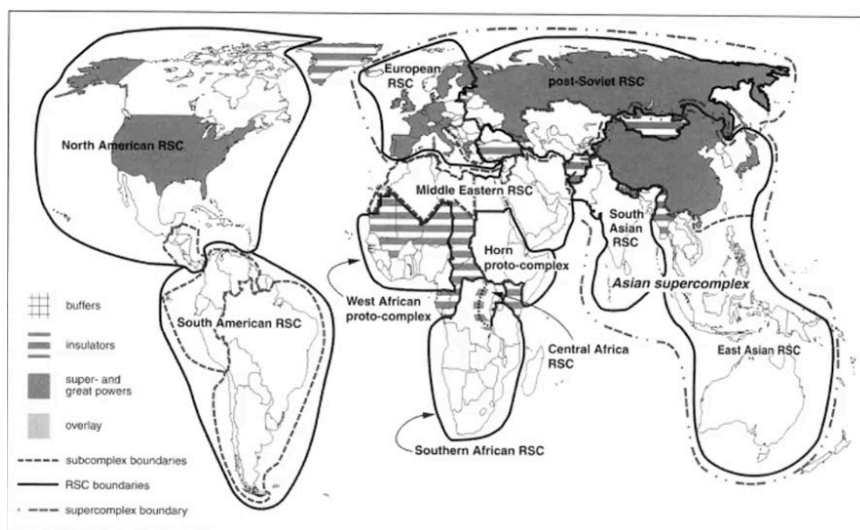 European
RSC
post-Soviet RSC
North American RSC
Middle Eastern RSC
South
Asian
RSC
Horn
proto-complex
Asian supercomplex
West African
proto-complex
South American RSC
Central Africa
RSC
East Asian RSC
Southern African RSC
buffers
insulators
super- and
great powers
overlay
subcomplex boundaries
RSC boundaries
supercomplex boundary